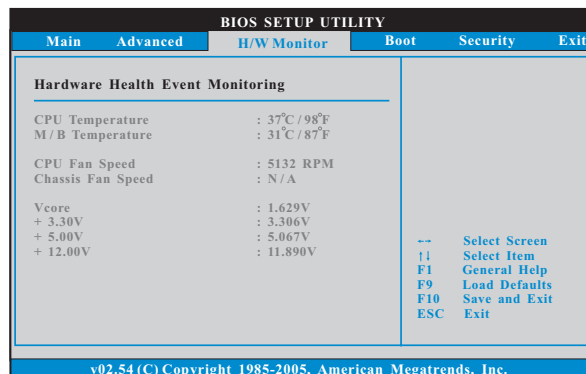 BIOS SETUP UTILITY
Main Advanced H/W Monitor Boot Security Exit
Hardware Health Event Monitoring
CPU Temperature : 37°C / 98°F
M / B Temperature : 31°C / 87°F
CPU Fan Speed : 5132 RPM
Chassis Fan Speed : N / A
Vcore : 1.629V
+ 3.30V : 3.306V
+ 5.00V : 5.067V
+ 12.00V : 11.890V
←→ Select Screen
↑↓ Select Item
F1 General Help
F9 Load Defaults
F10 Save and Exit
ESC Exit
v02.54 (C) Copyright 1985-2005, American Megatrends, Inc.